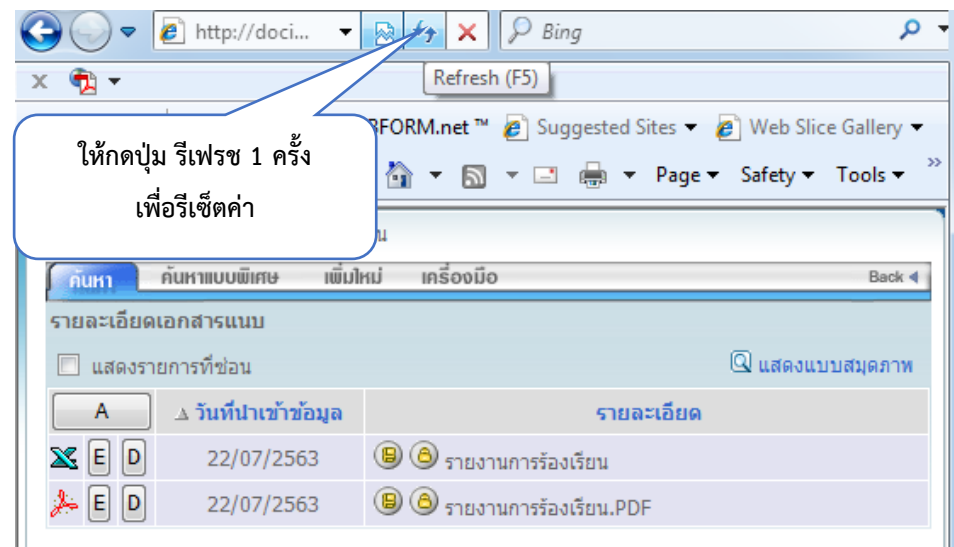 http://doci...
Bing
x
Refresh (F5)
BFORM.net ™ Suggested Sites Web Slice Gallery
ให้กดปุ่ม รีเฟรช 1 ครั้ง
เพื่อรีเซ็ตค่า
Page Safety Tools »
น
ค้นหา ค้นหาแบบพิเศษ เพิ่มใหม่ เครื่องมือ Back
รายละเอียดเอกสารแนบ
แสดงรายการที่ซ่อน แสดงแบบสมุดภาพ
A วันที่นำเข้าข้อมูล รายละเอียด
E D 22/07/2563 รายงานการร้องเรียน
E D 22/07/2563 รายงานการร้องเรียน.PDF